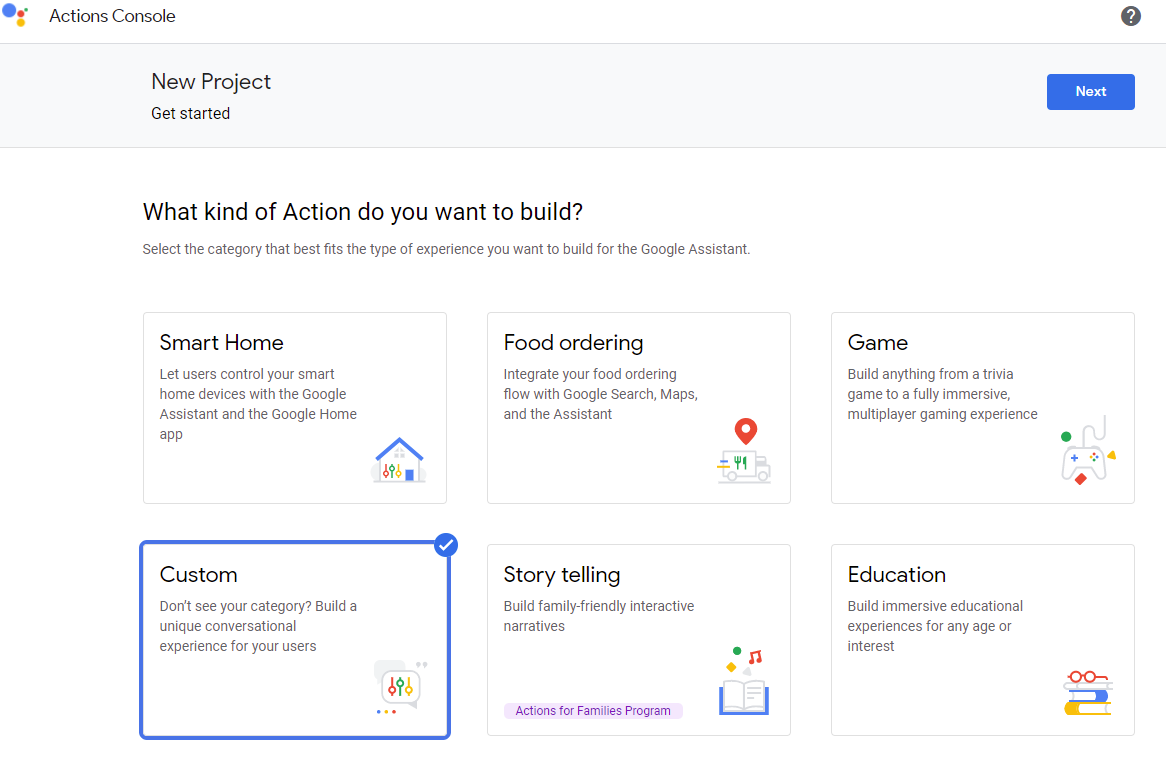 Actions Console
New Project
Get started
Next
What kind of Action do you want to build?
Select the category that best fits the type of experience you want to build for the Google Assistant.
Smart Home
Let users control your smart
home devices with the Google
Assistant and the Google Home
app
Food ordering
Integrate your food ordering
flow with Google Search, Maps,
and the Assistant
Game
Build anything from a trivia
game to a fully immersive,
multiplayer gaming experience
Custom
Don't see your category? Build a
unique conversational
experience for your users
Story telling
Build family-friendly interactive
narratives
Actions for Families Program
Education
Build immersive educational
experiences for any age or
interest